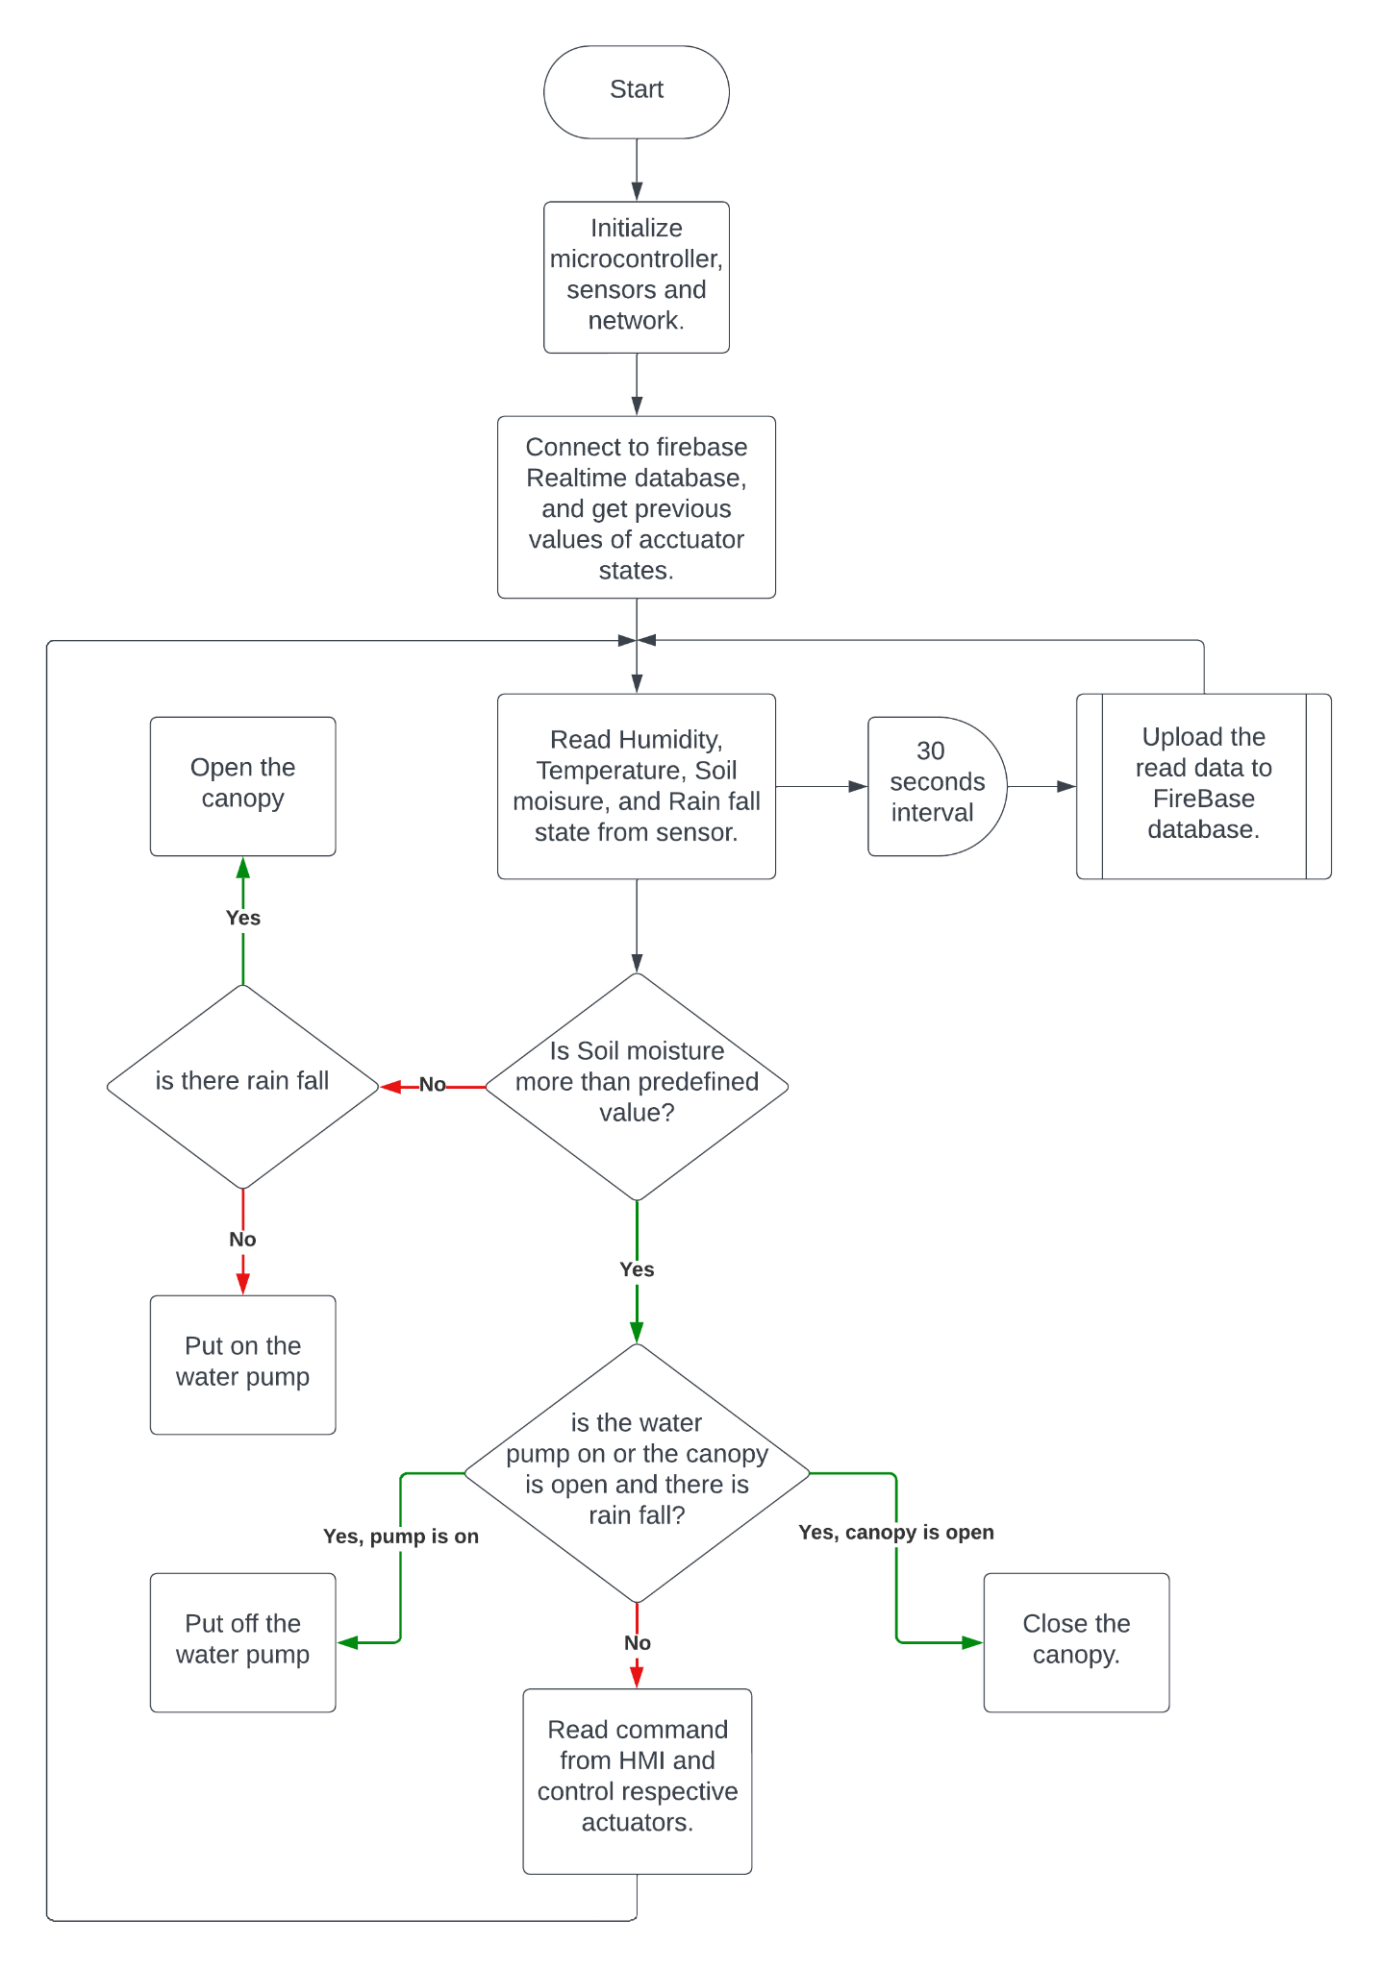 Start
Initialize
microcontroller,
sensors and
network.
Connect to firebase
Realtime database,
and get previous
values of acctuator
states.
Open the
canopy
Read Humidity,
Temperature, Soil
moisure, and Rain fall
state from sensor.
30
seconds
interval
Upload the
read data to
FireBase
database.
Yes
is there rain fall
No
Is Soil moisture
more than predefined
value?
No
Yes
Put on the
water pump
is the water
pump on or the canopy
is open and there is
rain fall?
Yes, pump is on
Yes, canopy is open
Put off the
water pump
No
Close the
canopy.
Read command
from HMI and
control respective
actuators.